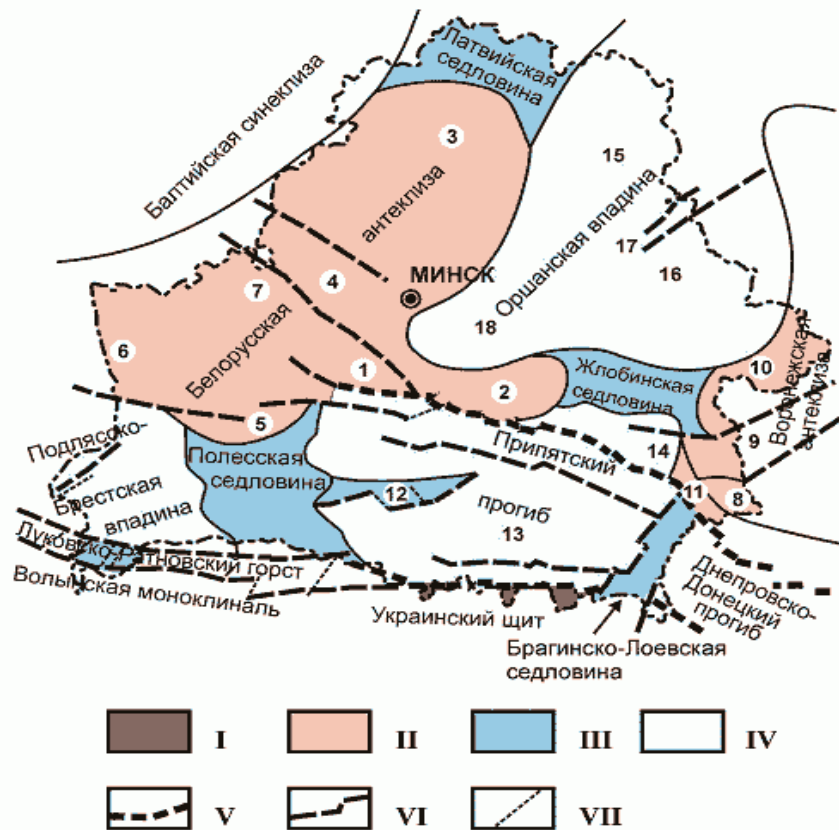 Латвийская
седловина
Балтийская синеклиза
3
15
антеклиза
Оршанская впадина
17
7
4
МИНСК
16
18
6
Белорусская
1
2
Жлобинская
седловина
10
Воронежская
антеклиза
5
9
14
Подлясско-
Брестская
впадина
Полесская
седловина
Припятский
прогиб
12
11
8
13
Луковско-Ратновский горст
Волынская моноклиналь
Украинский щит
Днепровско-
Донецкий
прогиб
Брагинско-Лоевская
седловина
I
II
III
IV
V
VI
VII